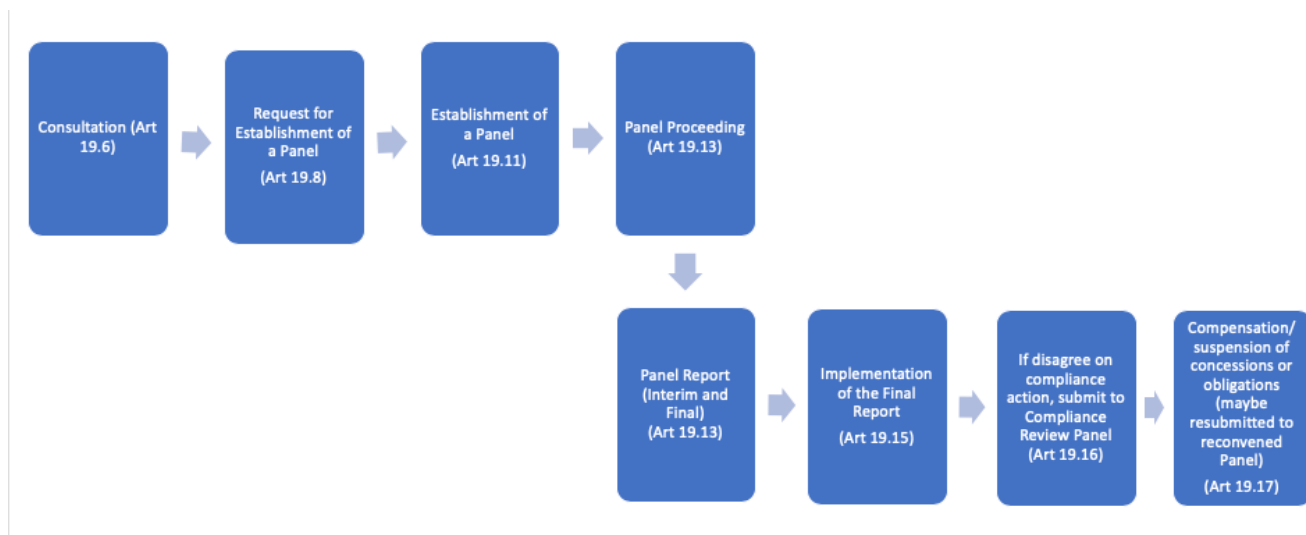 Consultation (Art
19.6)
Request for
Establishment of
a Panel
(Art 19.8)
Establishment of
a Panel
(Art 19.11)
Panel Proceeding
(Art 19.13)
Panel Report
(Interim and
Final)
(Art 19.13)
Implementation
of the Final
Report
(Art 19.15)
If disagree on
compliance
action, submit to
Compliance
Review Panel
(Art 19.16)
Compensation/
suspension of
concessions or
obligations
(maybe
resubmitted to
reconvened
Panel)
(Art 19.17)